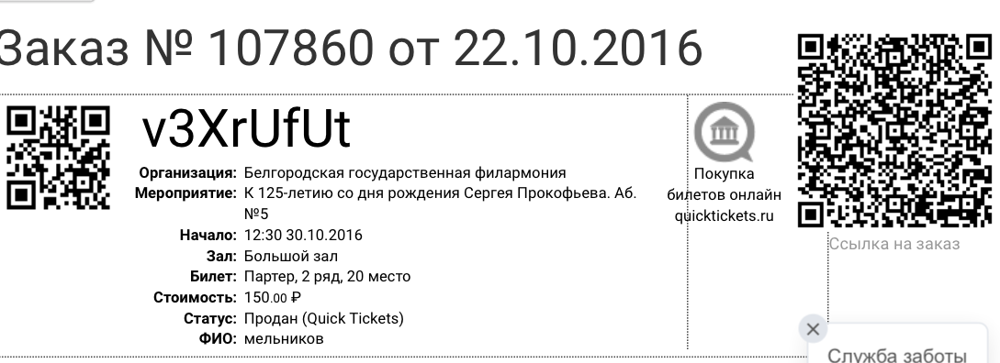 Заказ № 107860 от 22.10.2016
v3XrUfUt
Организация: Белгородская государственная филармония
Мероприятие: К 125-летию со дня рождения Сергея Прокофьева. Аб.
№5
Начало: 12:30 30.10.2016
Зал: Большой зал
Билет: Партер, 2 ряд, 20 место
Стоимость: 150.00 ₽
Статус: Продан (Quick Tickets)
ФИО: мельников
Покупка
билетов онлайн
quicktickets.ru
Ссылка на заказ
Служба заботы